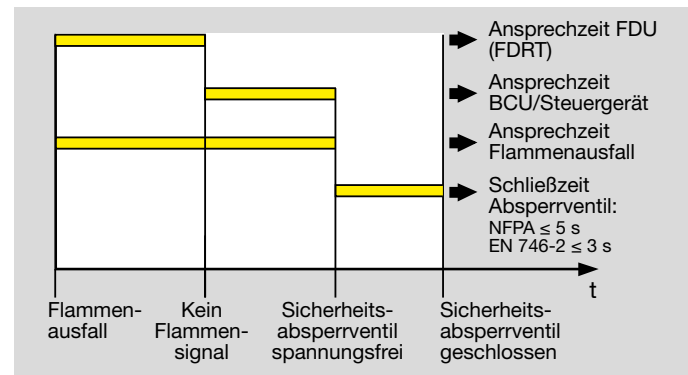 Ansprechzeit FDU
(FDRT)
Ansprechzeit
BCU/Steuergerät
Ansprechzeit
Flammenausfall
Schließzeit
Absperrventil:
NFPA ≤ 5 s
EN 746-2 ≤ 3 s
t
Flammen-
ausfall
Kein
Flammen-
signal
Sicherheits-
absperrventil
spannungsfrei
Sicherheits-
absperrventil
geschlossen